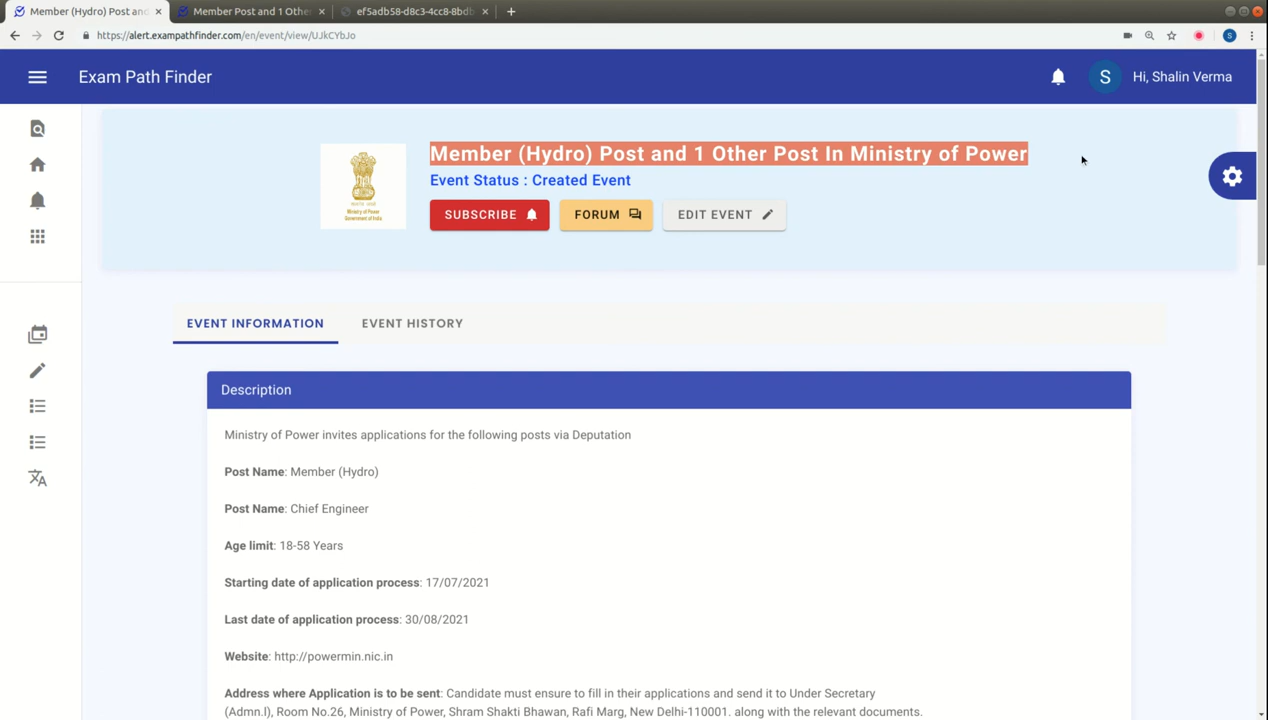 Member (Hydro) Post and
Member Post and 1 Othe
ef5adb58-d8c3-4cc8-8bdb
https://alert.exampathfinder.com/en/event/view/UJkCYbJo
S
Exam Path Finder
S
Hi, Shalin Verma
Ministry of Power
Government of India
Member (Hydro) Post and 1 Other Post In Ministry of Power
Event Status : Created Event
SUBSCRIBE
FORUM
EDIT EVENT
EVENT INFORMATION
EVENT HISTORY
Description
Ministry of Power invites applications for the following posts via Deputation
Post Name: Member (Hydro)
Post Name: Chief Engineer
Age limit: 18-58 Years
Starting date of application process: 17/07/2021
Last date of application process: 30/08/2021
Website: http://powermin.nic.in
Address where Application is to be sent: Candidate must ensure to fill in their applications and send it to Under Secretary
(Admn.I), Room No.26, Ministry of Power, Shram Shakti Bhawan, Rafi Marg, New Delhi-110001. along with the relevant documents.